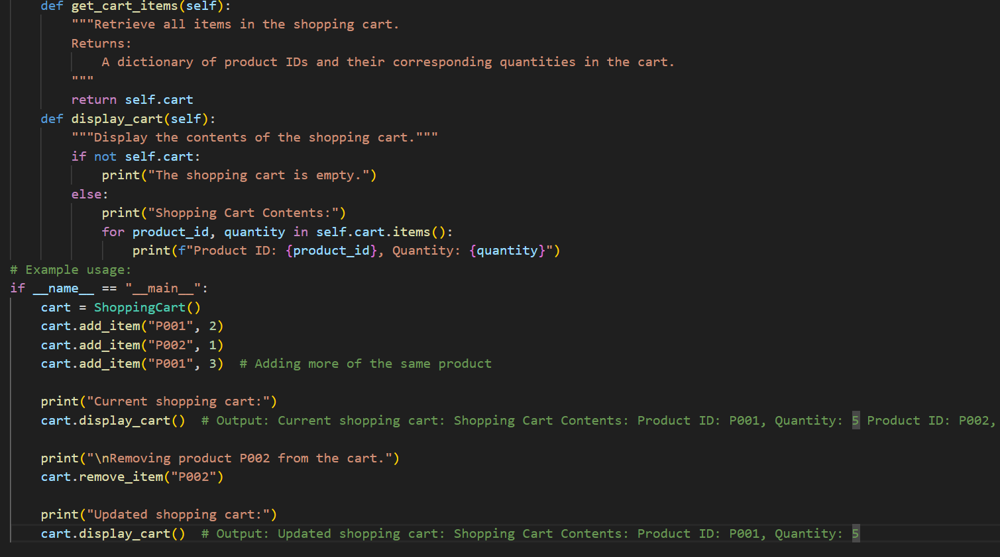 def get_cart_items(self):
"""Retrieve all items in the shopping cart.
Returns:
A dictionary of product IDs and their corresponding quantities in the cart.
"""
return self.cart
def display_cart(self):
"""Display the contents of the shopping cart."""
if not self.cart:
print("The shopping cart is empty.")
else:
print("Shopping Cart Contents:")
for product_id, quantity in self.cart.items():
print(f"Product ID: {product_id}, Quantity: {quantity}")
# Example usage:
if __name__ == "__main__":
cart = ShoppingCart()
cart.add_item("P001", 2)
cart.add_item("P002", 1)
cart.add_item("P001", 3)  # Adding more of the same product
print("Current shopping cart:")
cart.display_cart()  # Output: Current shopping cart: Shopping Cart Contents: Product ID: P001, Quantity: 5 Product ID: P002,
print("\nRemoving product P002 from the cart.")
cart.remove_item("P002")
print("Updated shopping cart:")
cart.display_cart()  # Output: Updated shopping cart: Shopping Cart Contents: Product ID: P001, Quantity: 5